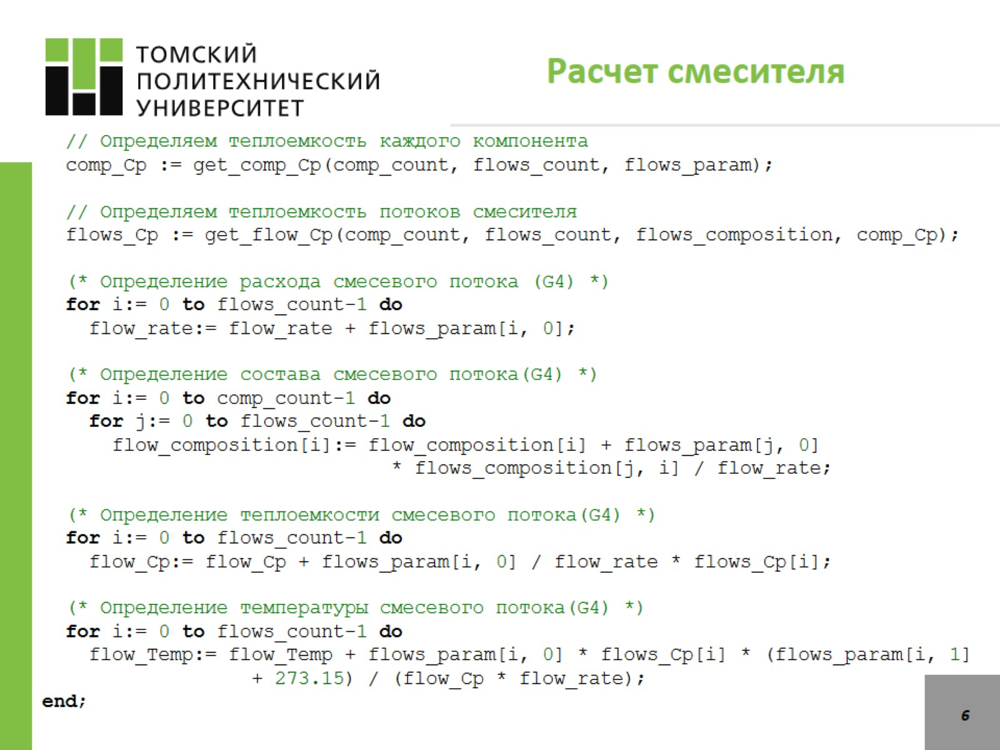 ТОМСКИЙ
ПОЛИТЕХНИЧЕСКИЙ
УНИВЕРСИТЕТ
Расчет смесителя
// Определяем теплоемкость каждого компонента
comp_Cp := get_comp_Cp(comp_count, flows_count, flows_param);
// Определяем теплоемкость потоков смесителя
flows_Cp := get_flow_Cp(comp_count, flows_count, flows_composition, comp_Cp);
(* Определение расхода смесевого потока (G4) *)
for i:= 0 to flows_count-1 do
flow_rate:= flow_rate + flows_param[i, 0];
(* Определение состава смесевого потока(G4) *)
for i:= 0 to comp_count-1 do
for j:= 0 to flows_count-1 do
flow_composition[i]:= flow_composition[i] + flows_param[j, 0]
* flows_composition[j, i] / flow_rate;
(* Определение теплоемкости смесевого потока(G4) *)
for i:= 0 to flows_count-1 do
flow_Cp:= flow_Cp + flows_param[i, 0] / flow_rate * flows_Cp[i];
(* Определение температуры смесевого потока(G4) *)
for i:= 0 to flows_count-1 do
flow_Temp:= flow_Temp + flows_param[i, 0] * flows_Cp[i] * (flows_param[i, 1]
+ 273.15) / (flow_Cp * flow_rate);
end;
6